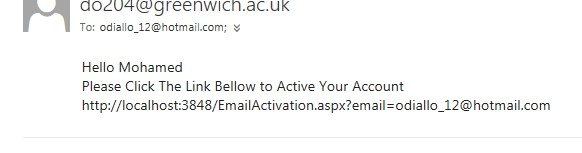 do204@greenwich.ac.uk
To: odiallo_12@hotmail.com;
Hello Mohamed
Please Click The Link Bellow to Active Your Account
http://localhost:3848/EmailActivation.aspx?email=odiallo_12@hotmail.com